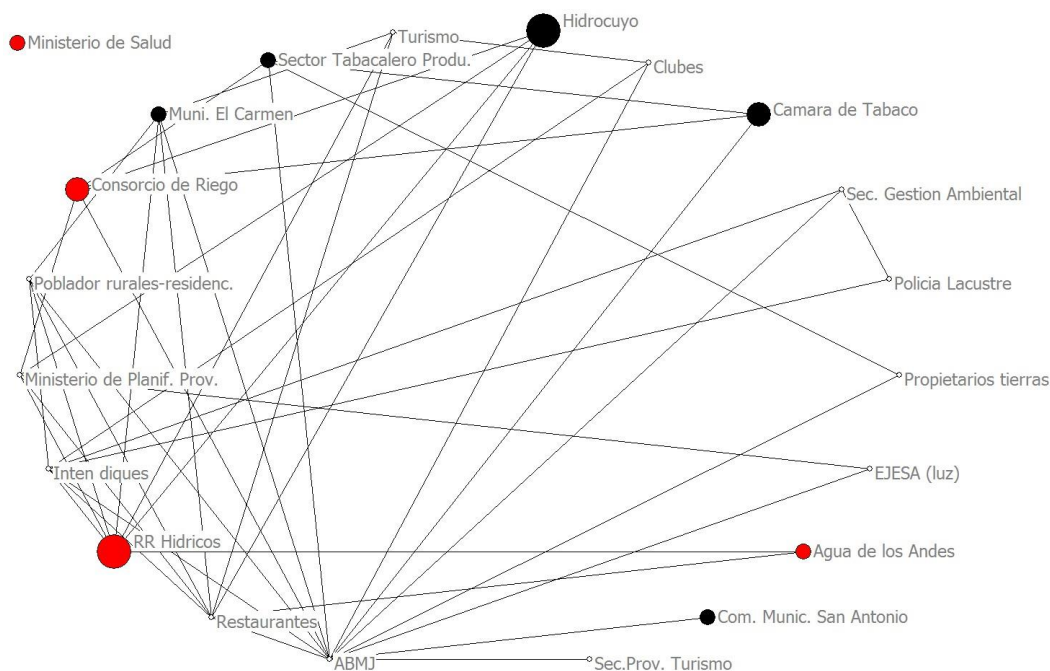 Hidrocuyo
Turismo
Ministerio de Salud
Sector Tabacalero Produ.
Clubes
Muni. El Carmen
Camara de Tabaco
Consorcio de Riego
Sec. Gestion Ambiental
Poblador rurales-residenc.
Policia Lacustre
Ministerio de Planif. Prov.
Propietarios tierras
Inten diques
EJESA (luz)
RR Hidricos
Agua de los Andes
Restaurantes
Com. Munic. San Antonio
ABMJ
Sec.Prov. Turismo